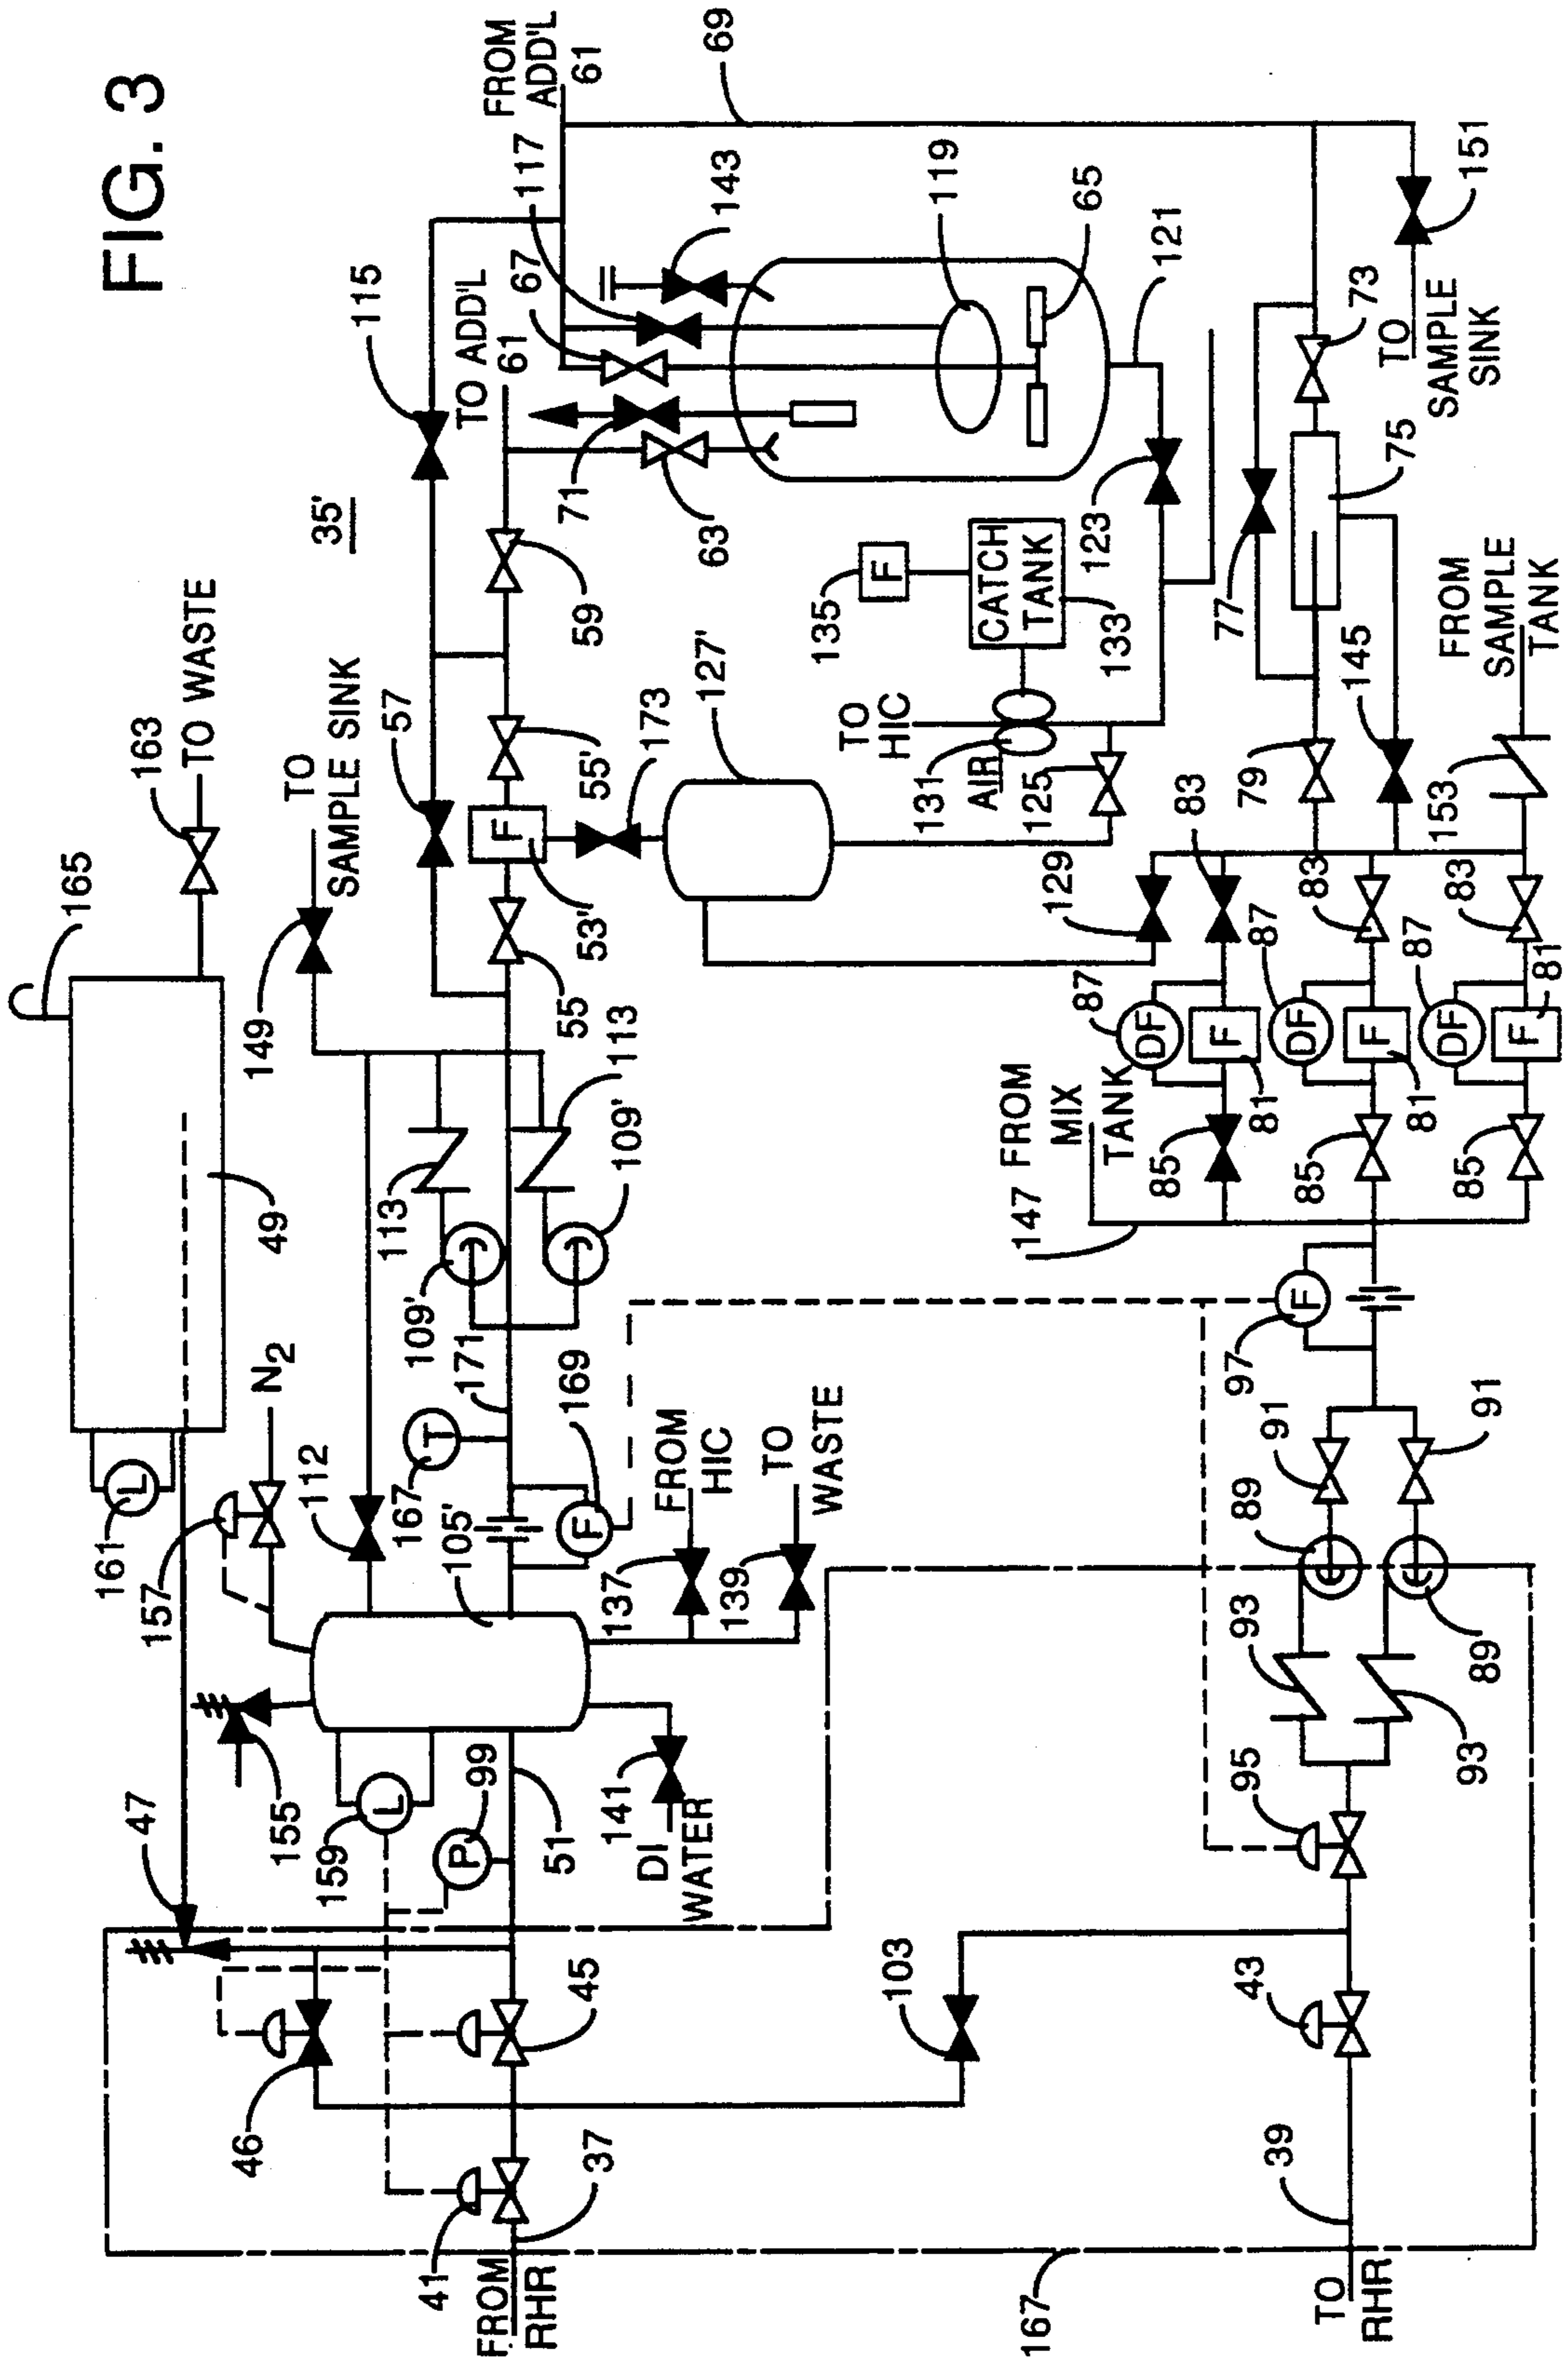 FIG. 3
35'
165
163
TO WASTE
149
TO
SAMPLE SINK
57
115
FROM
ADD'L
61
69
117
67
143
TO ADD'L
61
119
65
121
71
63
59
55'
173
F
53'
55
127'
135
F
CATCH
TANK
133
123
TO
HIC
131
AIR
125
49
161
L
157
N2
112
167
T
171
109'
113
113
109'
105'
169
F
FROM
HIC
137
TO
WASTE
139
47
155
159
L
99
P
51
141
DI
WATER
46
45
41
37
FROM
RHR
103
43
39
TO
RHR
167
95
93
93
89
89
91
91
97
F
147 FROM
MIX
TANK
87
DF
87
DF
87
DF
F
81
F
81
F
81
85
85
85
83
83
83
129
79
145
77
75
73
153
FROM
SAMPLE
TANK
TO
SAMPLE
SINK
151